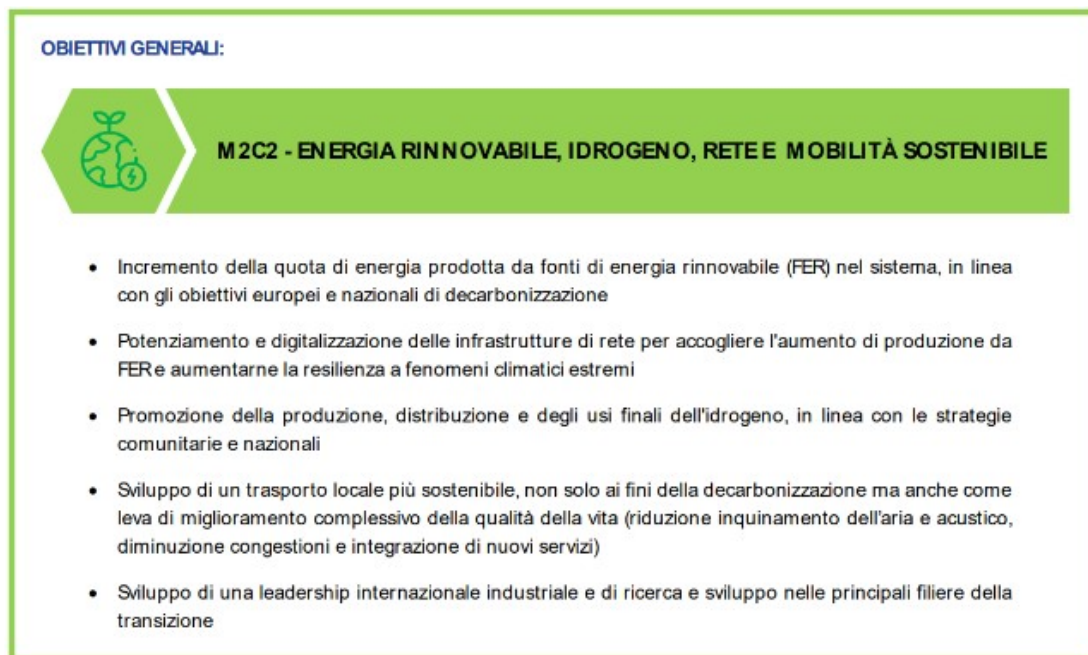 OBIETTIVI GENERALI:
M2C2 - ENERGIA RINNOVABILE, IDROGENO, RETE E MOBILITÀ SOSTENIBILE
• Incremento della quota di energia prodotta da fonti di energia rinnovabile (FER) nel sistema, in linea
con gli obiettivi europei e nazionali di decarbonizzazione
• Potenziamento e digitalizzazione delle infrastrutture di rete per accogliere l'aumento di produzione da
FER e aumentarne la resilienza a fenomeni climatici estremi
• Promozione della produzione, distribuzione e degli usi finali dell'idrogeno, in linea con le strategie
comunitarie e nazionali
• Sviluppo di un trasporto locale più sostenibile, non solo ai fini della decarbonizzazione ma anche come
leva di miglioramento complessivo della qualità della vita (riduzione inquinamento dell'aria e acustico,
diminuzione congestioni e integrazione di nuovi servizi)
• Sviluppo di una leadership internazionale industriale e di ricerca e sviluppo nelle principali filiere della
transizione